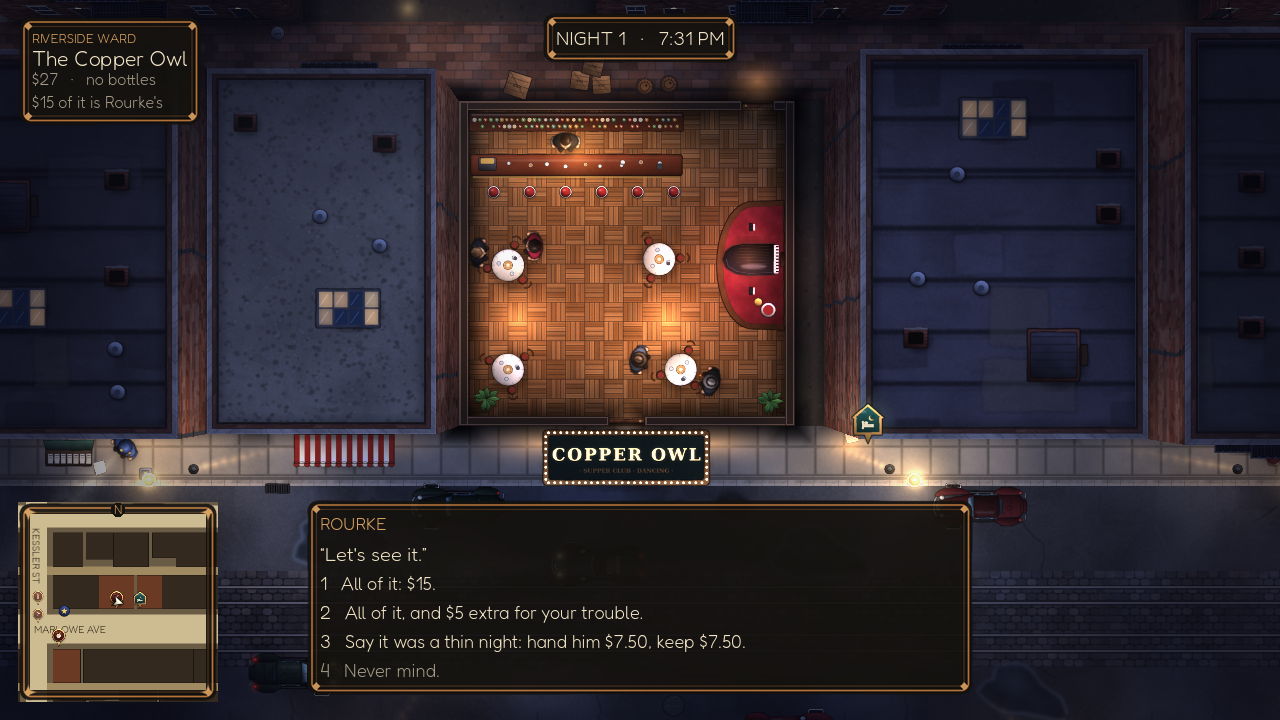 RIVERSIDE WARD
The Copper Owl
$27 · no bottles
$15 of it is Rourke's
NIGHT 1 · 7:31 PM
COPPER OWL
· SUPPER CLUB · DANCING ·
N
KESSLER ST
MARLOWE AVE
ROURKE
“Let's see it.”
1 All of it: $15.
2 All of it, and $5 extra for your trouble.
3 Say it was a thin night: hand him $7.50, keep $7.50.
4 Never mind.